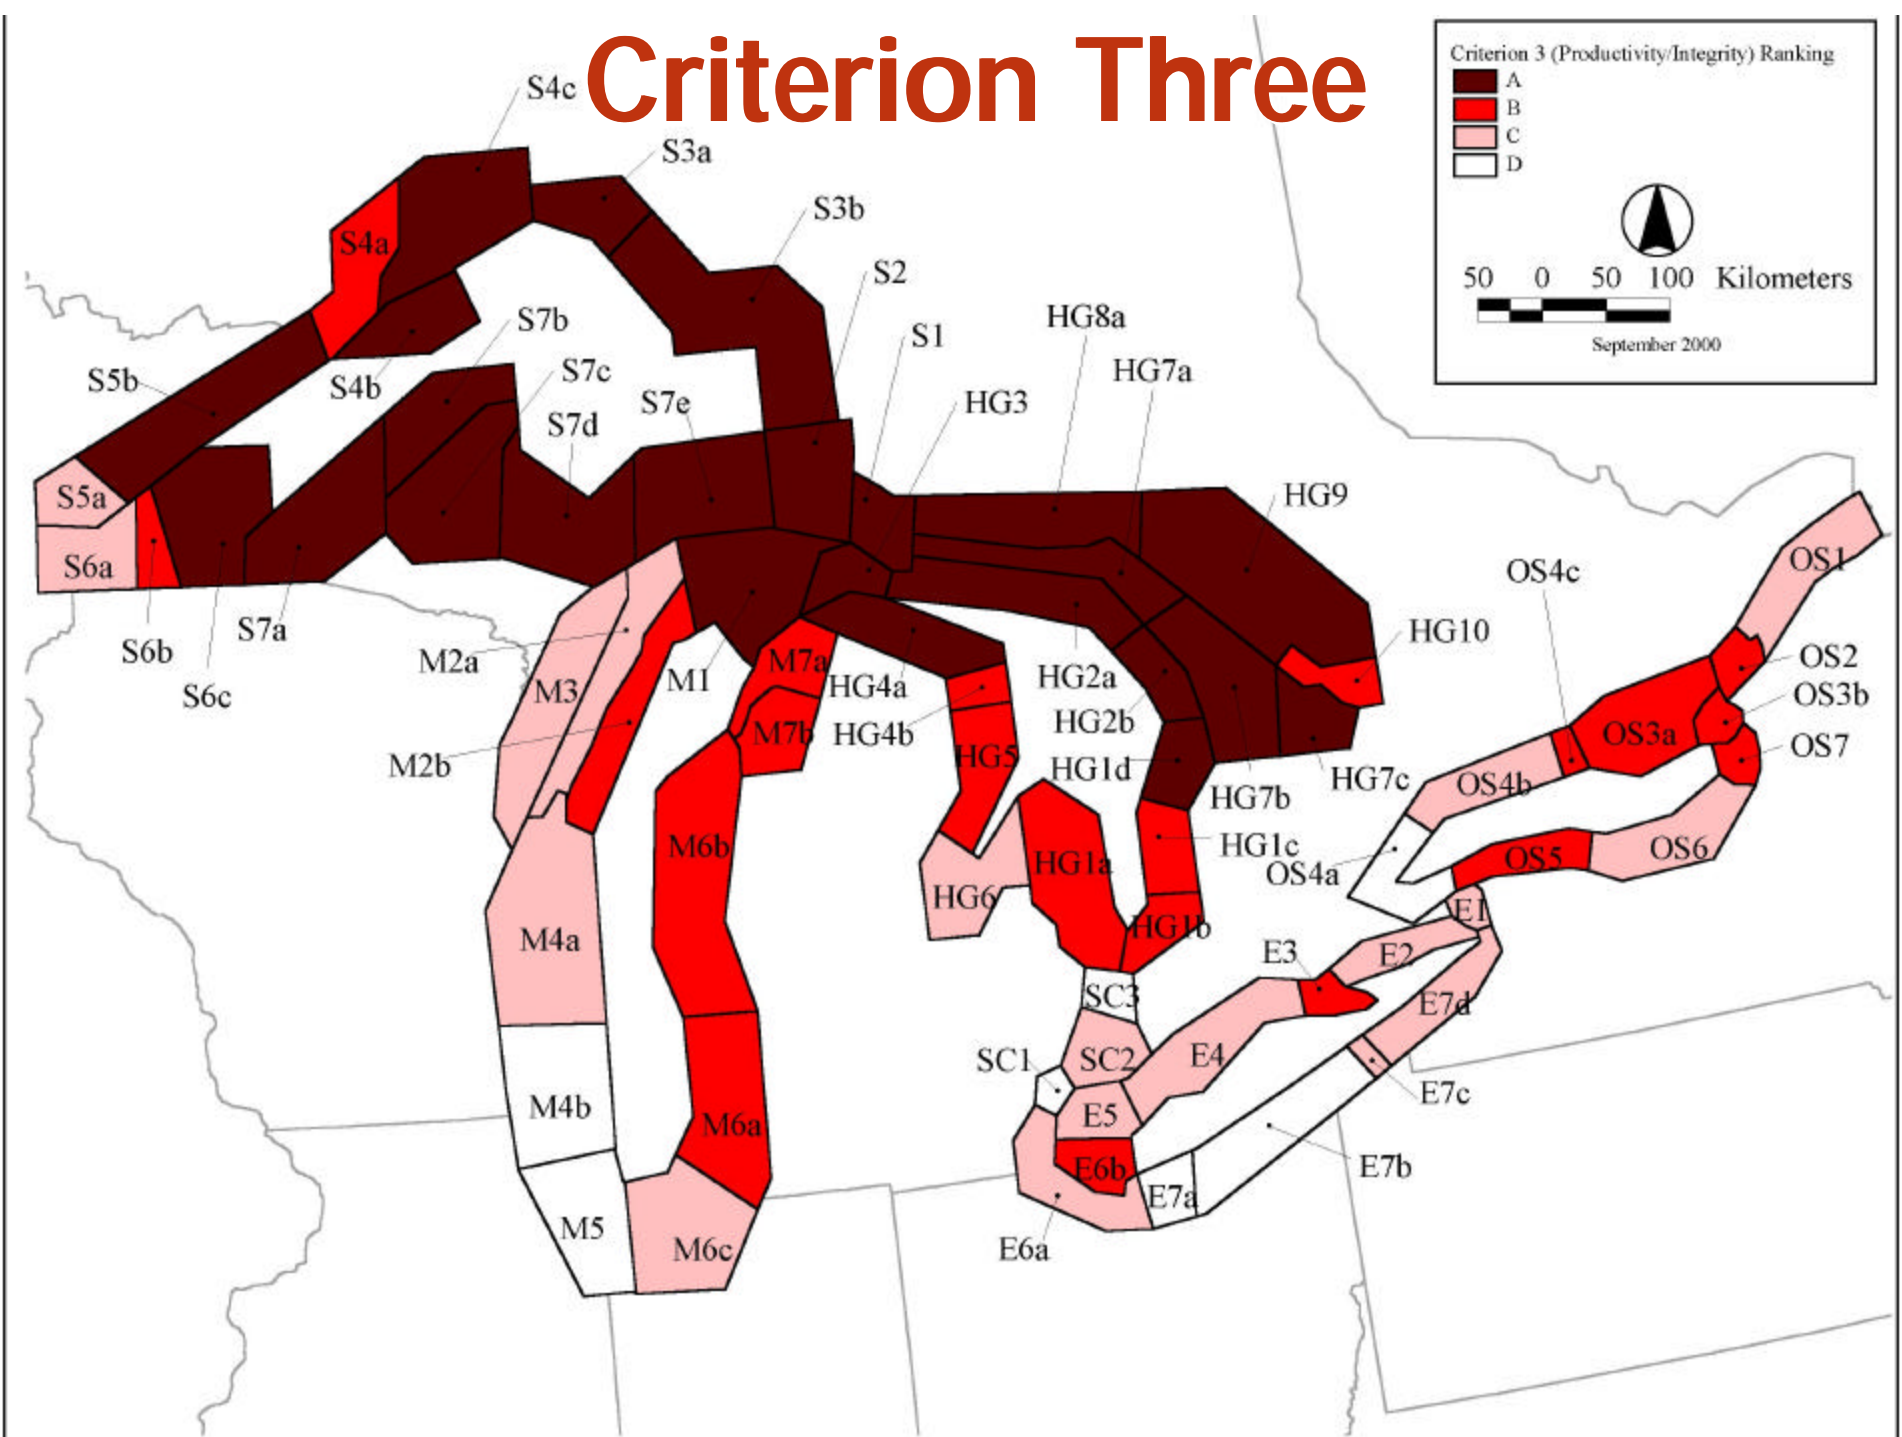 Criterion Three
Criterion 3 (Productivity/Integrity) Ranking
A
B
C
D
50 0 50 100 Kilometers
September 2000
S4c
S3a
S3b
S4a
S2
S7b
S1
HG8a
S5b
S4b
S7c
S7e
S7d
HG3
HG7a
HG9
S5a
S6a
S6b
S6c
S7a
M2a
M3
M1
M2b
M7a
M7b
HG4a
HG4b
HG5
HG2a
HG2b
HG1d
HG7b
HG7c
HG10
OS4c
OS1
OS2
OS3b
OS3a
OS7
OS4b
OS4a
OS5
OS6
M6b
HG6
HG1a
HG1c
HG1b
M4a
E1
E2
E3
E7d
SC3
SC2
SC1
E4
E5
E7c
M4b
M6a
E6b
E7a
E7b
E6a
M5
M6c